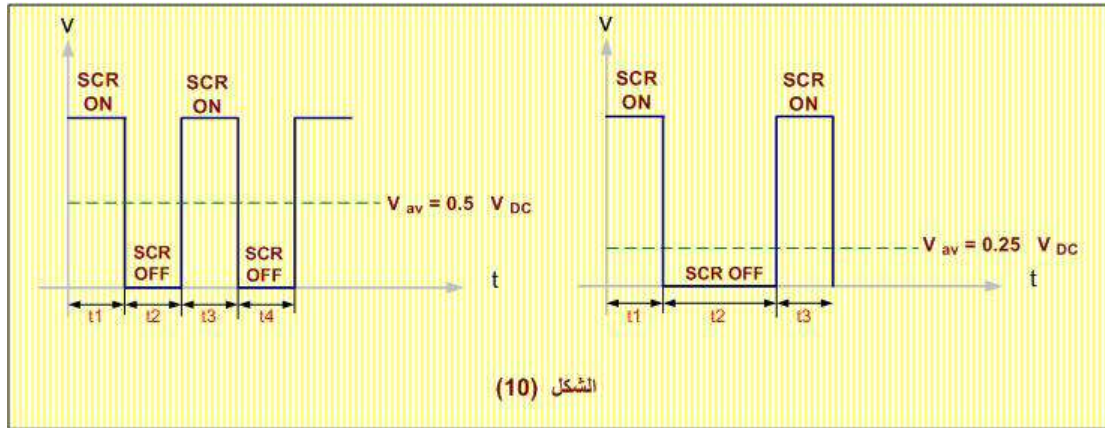 V
SCR
ON
SCR
ON
V av = 0.5 V DC
SCR
OFF
SCR
OFF
t
t1 t2 t3 t4
V
SCR
ON
SCR
ON
V av = 0.25 V DC
SCR OFF
t
t1 t2 t3
الشكل (10)